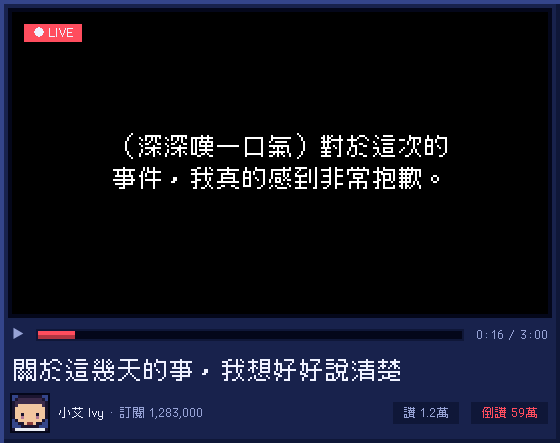 LIVE
（深深嘆一口氣）對於這次的
事件，我真的感到非常抱歉。
0:16 / 3:00
關於這幾天的事，我想好好說清楚
小艾 Ivy · 訂閱 1,283,000
讚 1.2萬
倒讚 59萬